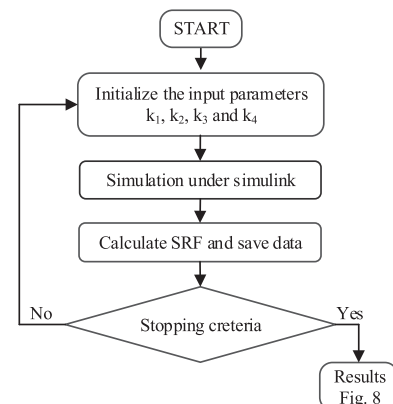 START
Initialize the input parameters
k₁, k₂, k₃ and k₄
Simulation under simulink
Calculate SRF and save data
No
Yes
Stopping creteria
Results
Fig. 8